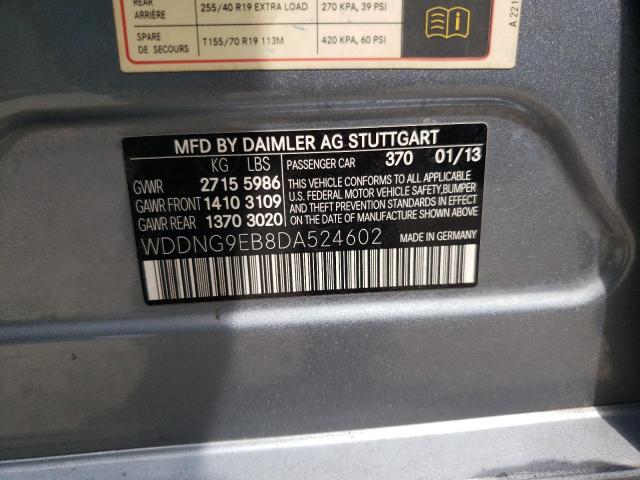 REAR
ARRIÈRE
255/40 R19 EXTRA LOAD
270 KPA, 39 PSI
SPARE
DE SECOURS
T155/70 R19 113M
420 KPA, 60 PSI
A 221
MFD BY DAIMLER AG STUTTGART
KG LBS PASSENGER CAR 370 01/13
GVWR 2715 5986
GAWR FRONT 1410 3109
GAWR REAR 1370 3020
THIS VEHICLE CONFORMS TO ALL APPLICABLE
U.S. FEDERAL MOTOR VEHICLE SAFETY, BUMPER
AND THEFT PREVENTION STANDARDS IN EFFECT
ON THE DATE OF MANUFACTURE SHOWN ABOVE.
WDDNG9EB8DA524602 MADE IN GERMANY